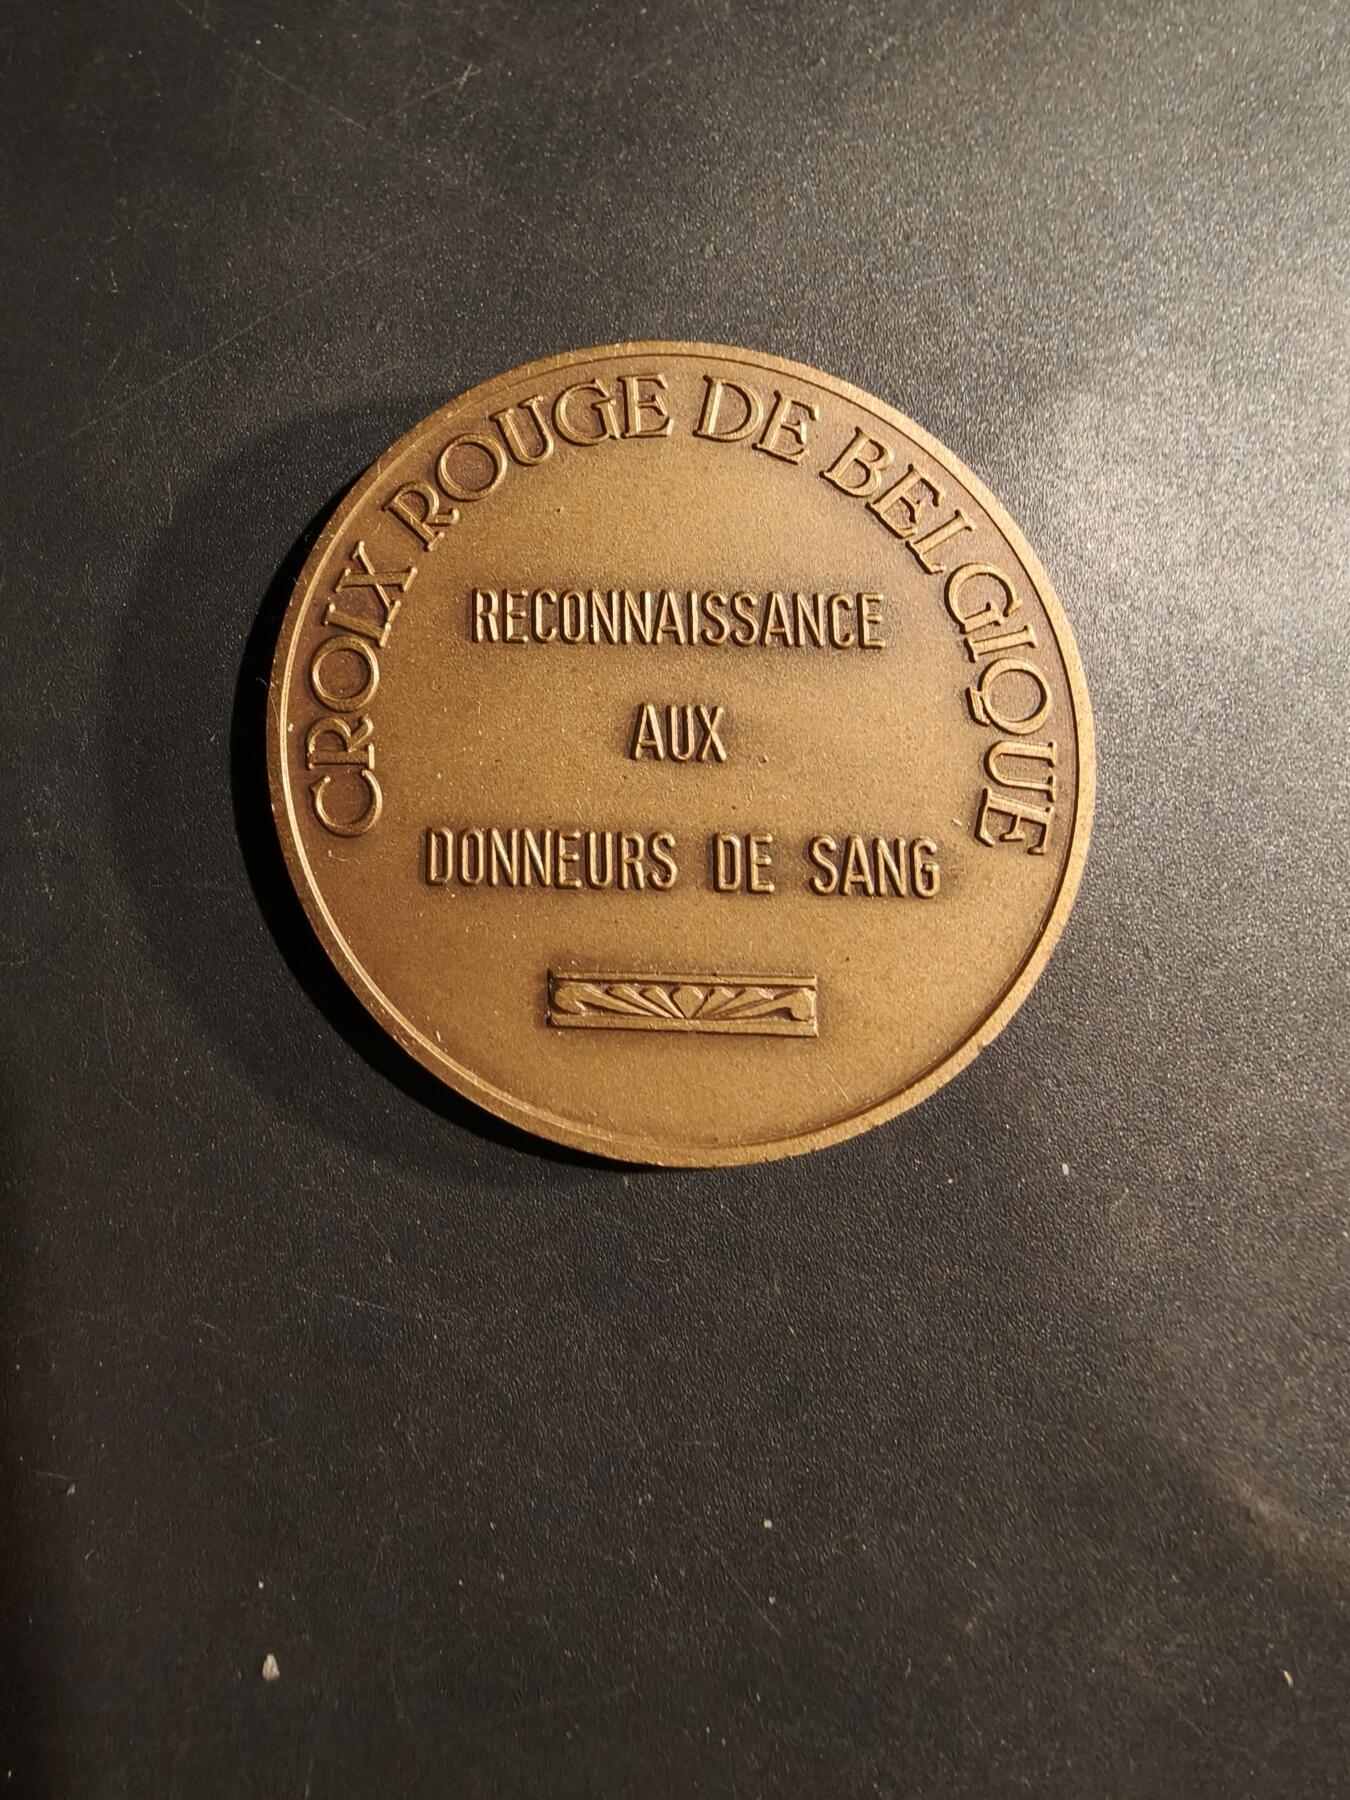 CROIX ROUGE DE BELGIQUE
RECONNAISSANCE
AUX
DONNEURS DE SANG